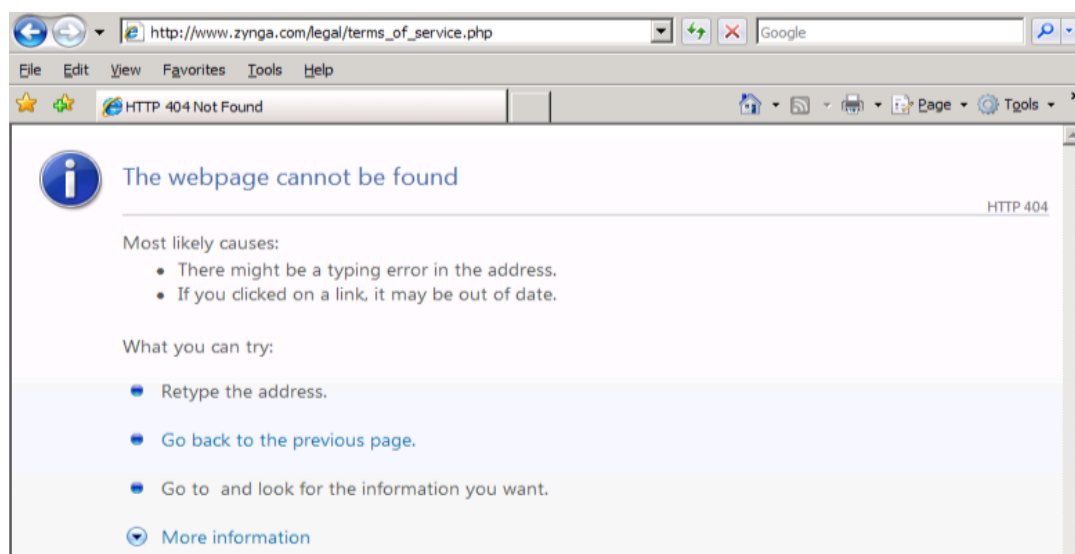 http://www.zynga.com/legal/terms_of_service.php Google
File Edit View Favorites Tools Help
HTTP 404 Not Found Page Tools
The webpage cannot be found
HTTP 404
Most likely causes:
There might be a typing error in the address.
If you clicked on a link, it may be out of date.
What you can try:
Retype the address.
Go back to the previous page.
Go to  and look for the information you want.
More information